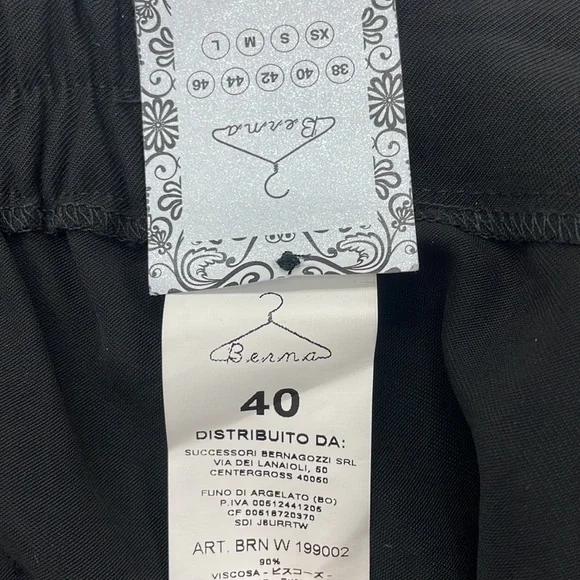 XS S M L
38 40 42 44 46
Berma
Berma
40
DISTRIBUITO DA:
SUCCESSORI BERNAGOZZI SRL
VIA DEI LANAIOLI, 50
CENTERGROSS 40050
FUNO DI ARGELATO (BO)
P.IVA 00512441205
CF 00518720370
SDI J6URRTW
ART. BRN W 199002
90%
VISCOSA - ビスコース -